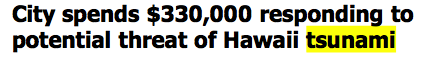 City spends $330,000 responding to
potential threat of Hawaii tsunami